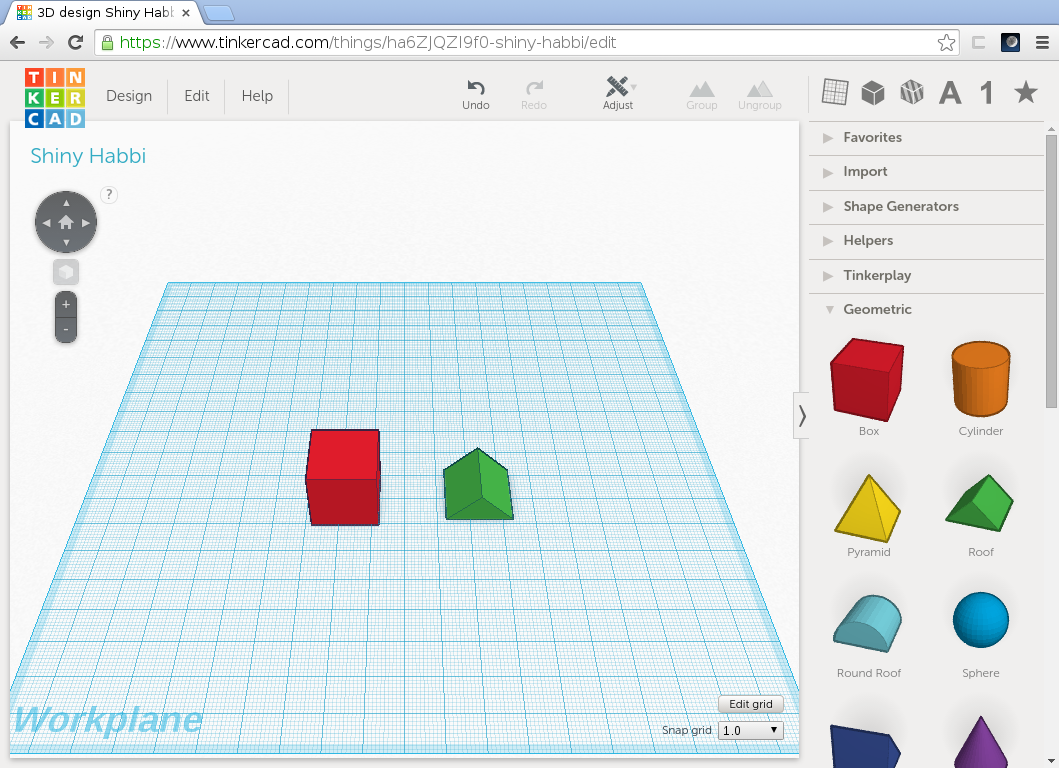 3D design Shiny Habb
https://www.tinkercad.com/things/ha6ZJQZI9f0-shiny-habbi/edit
TIN
KER
CAD
Design
Edit
Help
Undo
Redo
Adjust
Group
Ungroup
A
1
Shiny Habbi
?
+
-
Favorites
Import
Shape Generators
Helpers
Tinkerplay
Geometric
Box
Cylinder
Pyramid
Roof
Round Roof
Sphere
Workplane
Edit grid
Snap grid 1.0